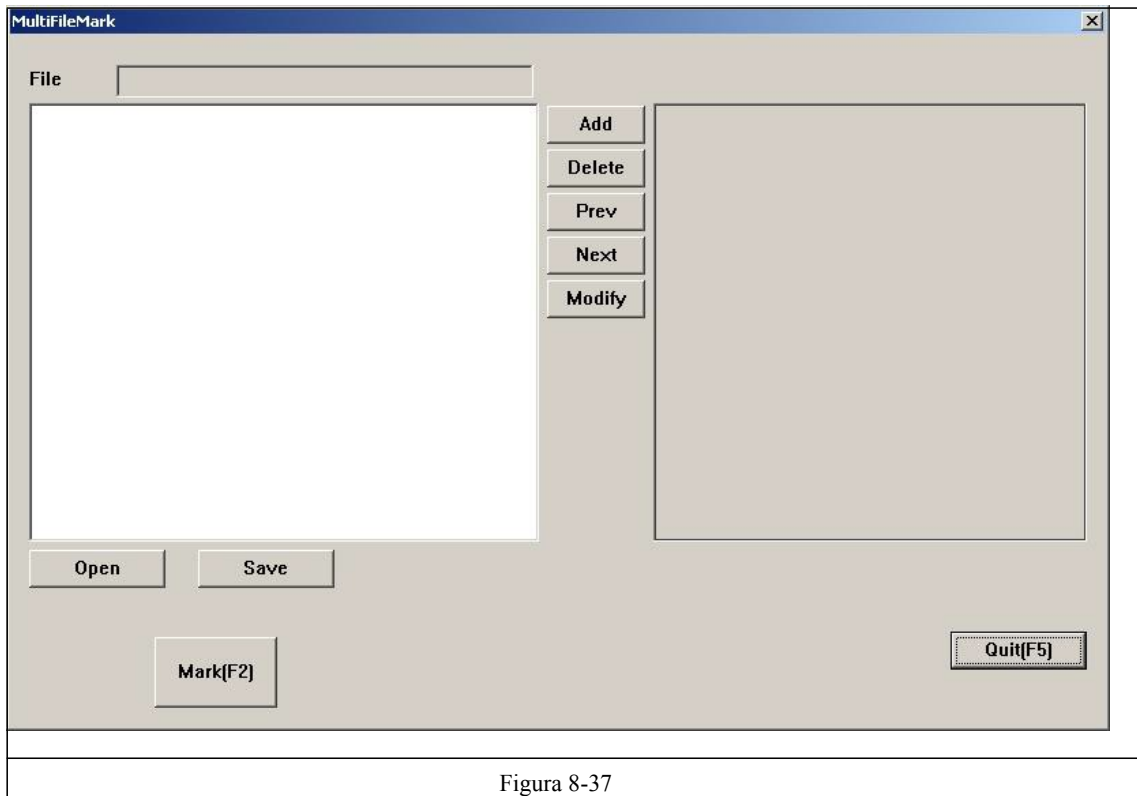 MultiFileMark
File
Add
Delete
Prev
Next
Modify
Open
Save
Mark(F2)
Quit(F5)
Figura 8-37